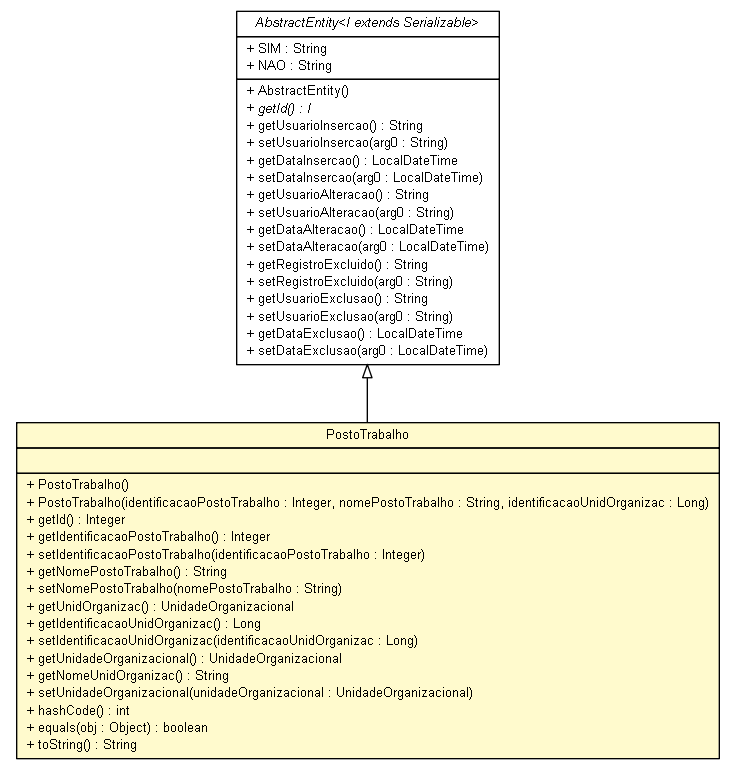 AbstractEntity<I extends Serializable>
+ SIM : String
+ NAO : String
+ AbstractEntity()
+ getId() : I
+ getUsuarioInsercao() : String
+ setUsuarioInsercao(arg0 : String)
+ getDataInsercao() : LocalDateTime
+ setDataInsercao(arg0 : LocalDateTime)
+ getUsuarioAlteracao() : String
+ setUsuarioAlteracao(arg0 : String)
+ getDataAlteracao() : LocalDateTime
+ setDataAlteracao(arg0 : LocalDateTime)
+ getRegistroExcluido() : String
+ setRegistroExcluido(arg0 : String)
+ getUsuarioExclusao() : String
+ setUsuarioExclusao(arg0 : String)
+ getDataExclusao() : LocalDateTime
+ setDataExclusao(arg0 : LocalDateTime)
PostoTrabalho
+ PostoTrabalho()
+ PostoTrabalho(identificacaoPostoTrabalho : Integer, nomePostoTrabalho : String, identificacaoUnidOrganizac : Long)
+ getId() : Integer
+ getIdentificacaoPostoTrabalho() : Integer
+ setIdentificacaoPostoTrabalho(identificacaoPostoTrabalho : Integer)
+ getNomePostoTrabalho() : String
+ setNomePostoTrabalho(nomePostoTrabalho : String)
+ getUnidOrganizac() : UnidadeOrganizacional
+ getIdentificacaoUnidOrganizac() : Long
+ setIdentificacaoUnidOrganizac(identificacaoUnidOrganizac : Long)
+ getUnidadeOrganizacional() : UnidadeOrganizacional
+ getNomeUnidOrganizac() : String
+ setUnidadeOrganizacional(unidadeOrganizacional : UnidadeOrganizacional)
+ hashCode() : int
+ equals(obj : Object) : boolean
+ toString() : String